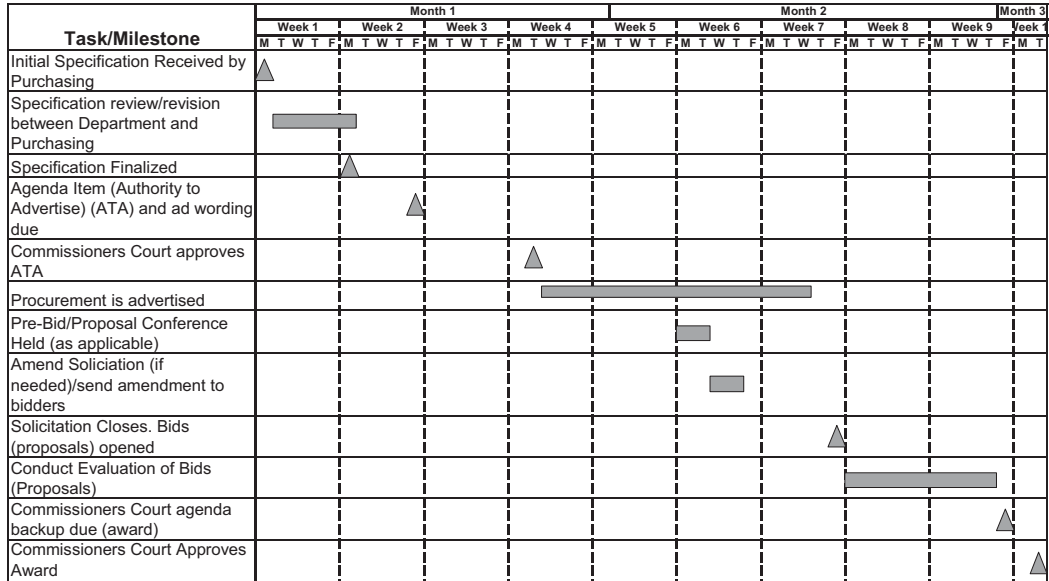 Month 1 Month 2 Month 3
Week 1 Week 2 Week 3 Week 4 Week 5 Week 6 Week 7 Week 8 Week 9 Week 1
Task/Milestone
M T W T F M T W T F M T W T F M T W T F M T W T F M T W T F M T W T F M T W T F M T W T F M T
Initial Specification Received by
Purchasing
Specification review/revision
between Department and
Purchasing
Specification Finalized
Agenda Item (Authority to
Advertise) (ATA) and ad wording
due
Commissioners Court approves
ATA
Procurement is advertised
Pre-Bid/Proposal Conference
Held (as applicable)
Amend Soliciation (if
needed)/send amendment to
bidders
Solicitation Closes. Bids
(proposals) opened
Conduct Evaluation of Bids
(Proposals)
Commissioners Court agenda
backup due (award)
Commissioners Court Approves
Award